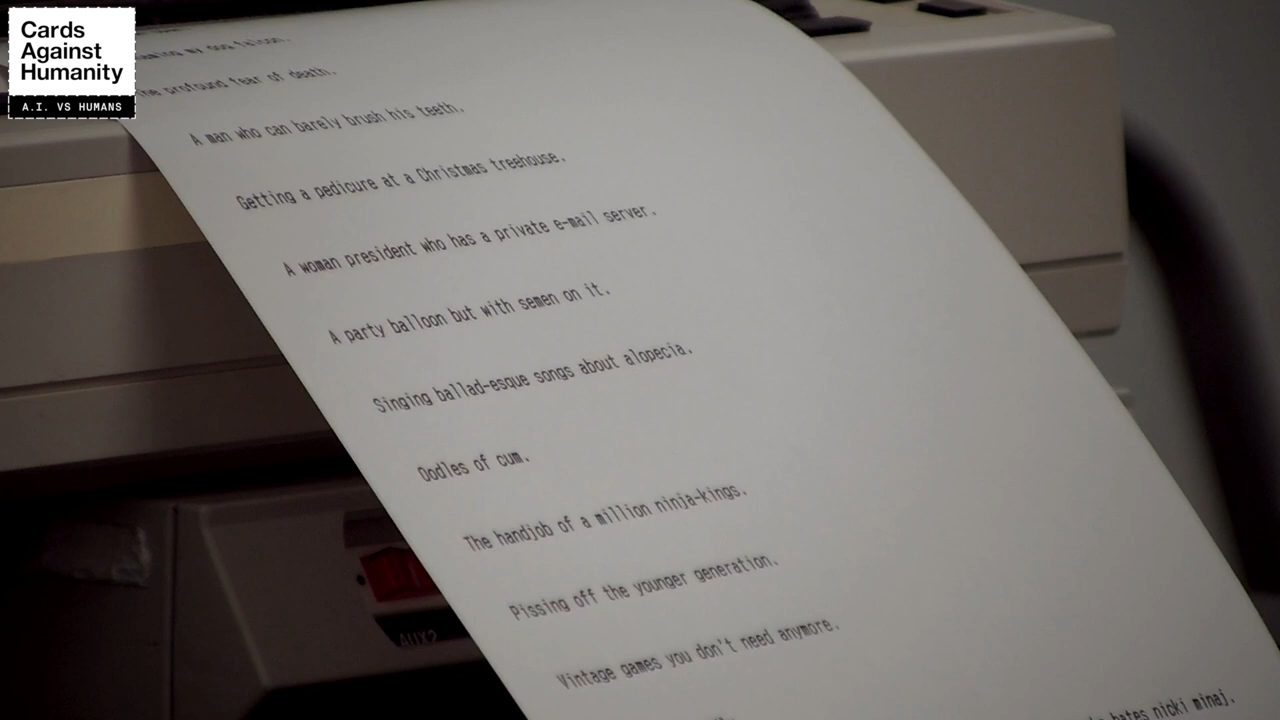 Cards
Against
Humanity
A.I. VS HUMANS
my dog falcon.
The profound fear of death.
A man who can barely brush his teeth.
Getting a pedicure at a Christmas treehouse.
A woman president who has a private e-mail server.
A party balloon but with semen on it.
Singing ballad-esque songs about alopecia.
Oodles of cum.
The handjob of a million ninja-kings.
Pissing off the younger generation.
Vintage games you don't need anymore.
hates nicki minaj.
AUX2